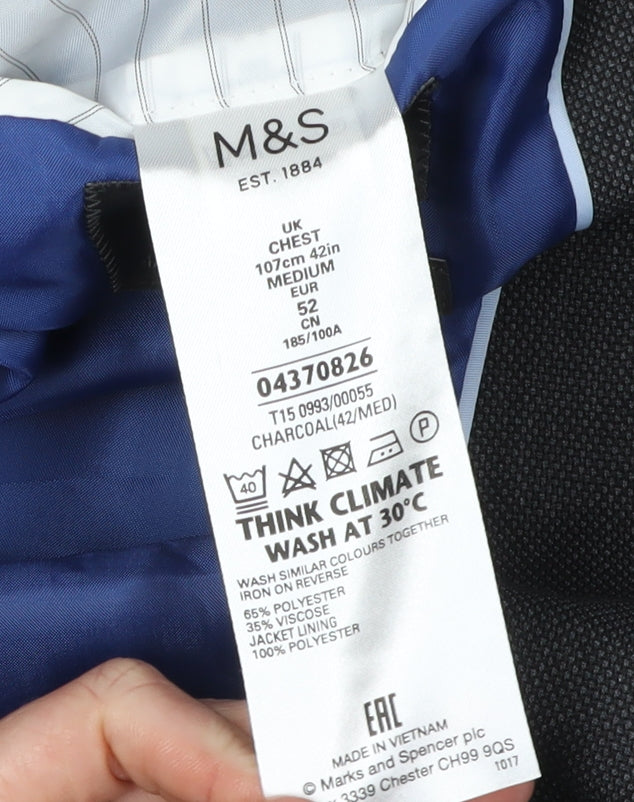 M&S
EST. 1884
UK
CHEST
107cm 42in
MEDIUM
EUR
52
CN
185/100A
04370826
T15 0993/00055
CHARCOAL(42/MED)
40
P
THINK CLIMATE
WASH AT 30°C
WASH SIMILAR COLOURS TOGETHER
IRON ON REVERSE
65% POLYESTER
35% VISCOSE
JACKET LINING
100% POLYESTER
EAC
MADE IN VIETNAM
© Marks and Spencer plc
3339 Chester CH99 9QS
1017